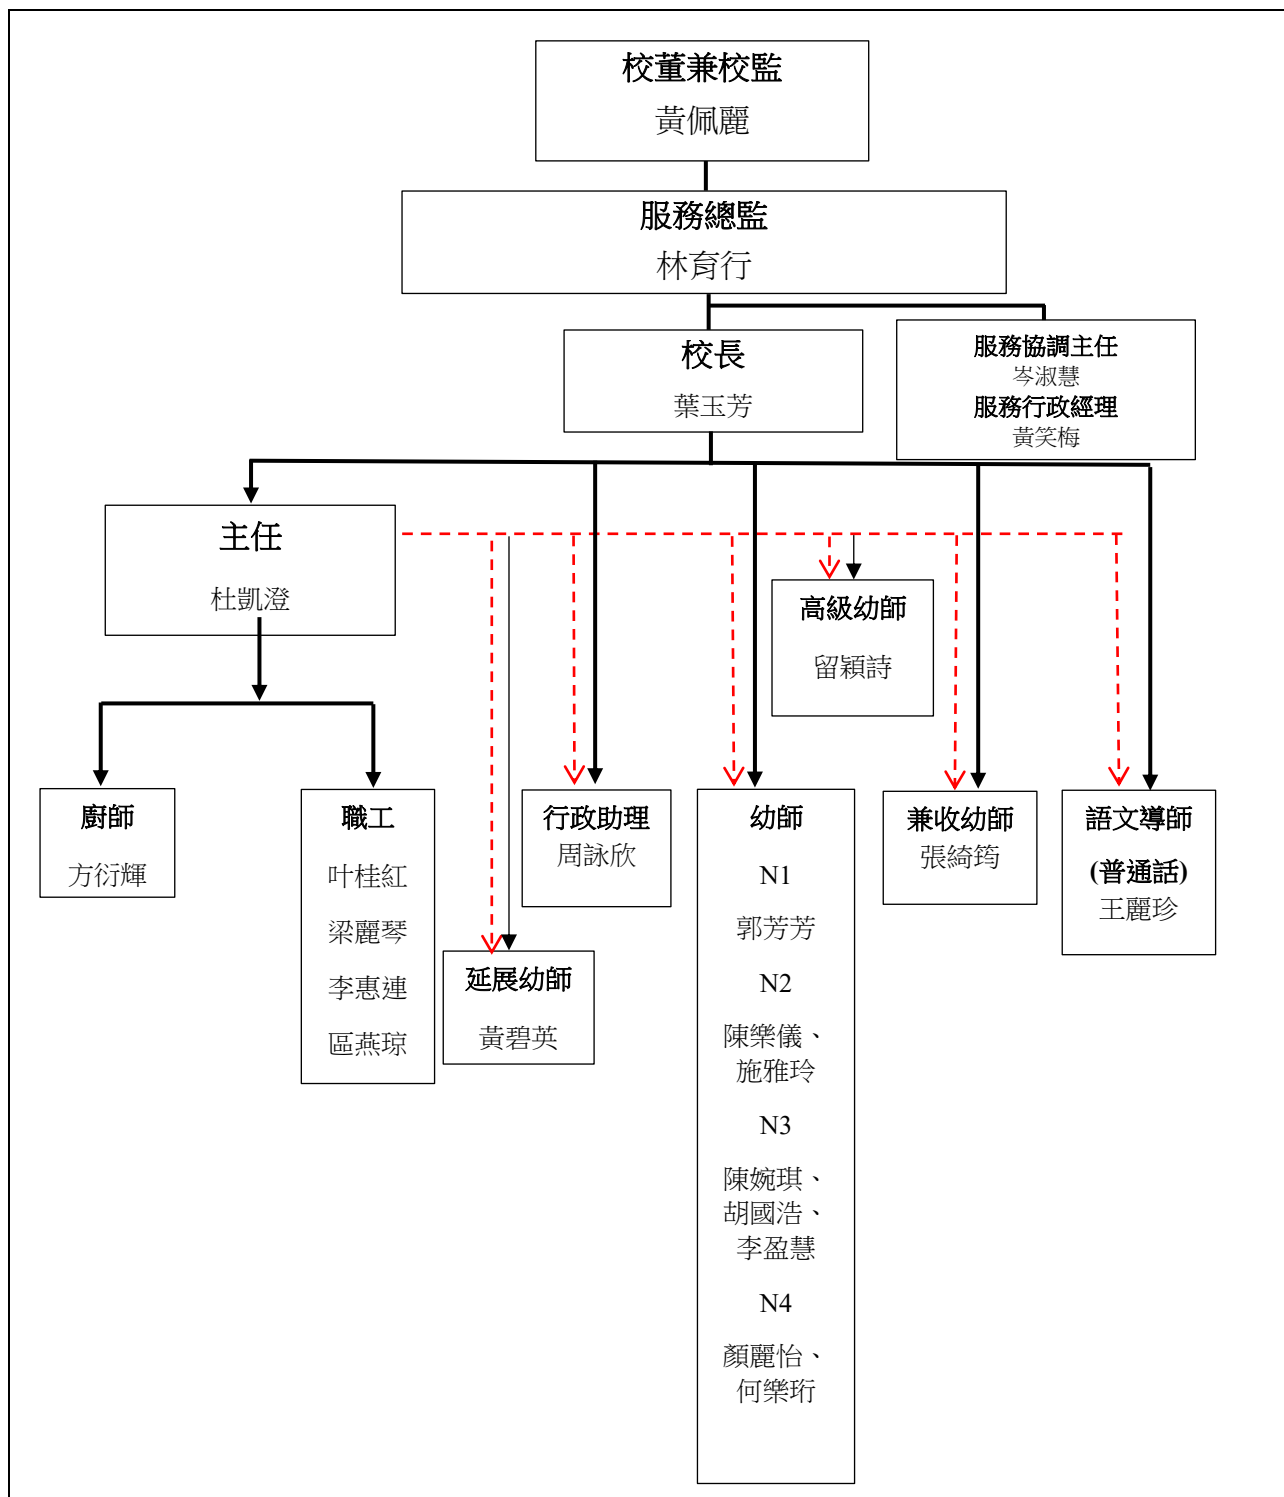 校董兼校監
黃佩麗
服務總監
林育行
校長
葉玉芳
服務協調主任
岑淑慧
服務行政經理
黃笑梅
主任
杜凱澄
高級幼師
留穎詩
廚師
方衍輝
職工
叶桂紅
梁麗琴
李惠連
區燕琼
延展幼師
黃碧英
行政助理
周詠欣
幼師
N1
郭芳芳
N2
陳樂儀、
施雅玲
N3
陳婉琪、
胡國浩、
李盈慧
N4
顏麗怡、
何樂珩
兼收幼師
張綺筠
語文導師
(普通話)
王麗珍